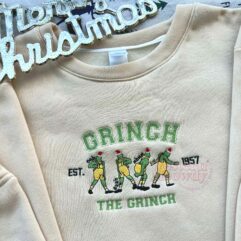 Merry
Christmas
GRINCH
EST. 1957
THE GRINCH